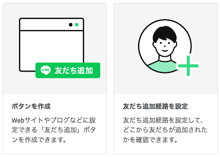 LINE 友だち追加
ボタンを作成
Webサイトやブログなどに設
定できる「友だち追加」ボタ
ンを作成できます。
友だち追加経路を設定
友だち追加経路を設定して、
どこから友だちが追加された
かを確認できます。